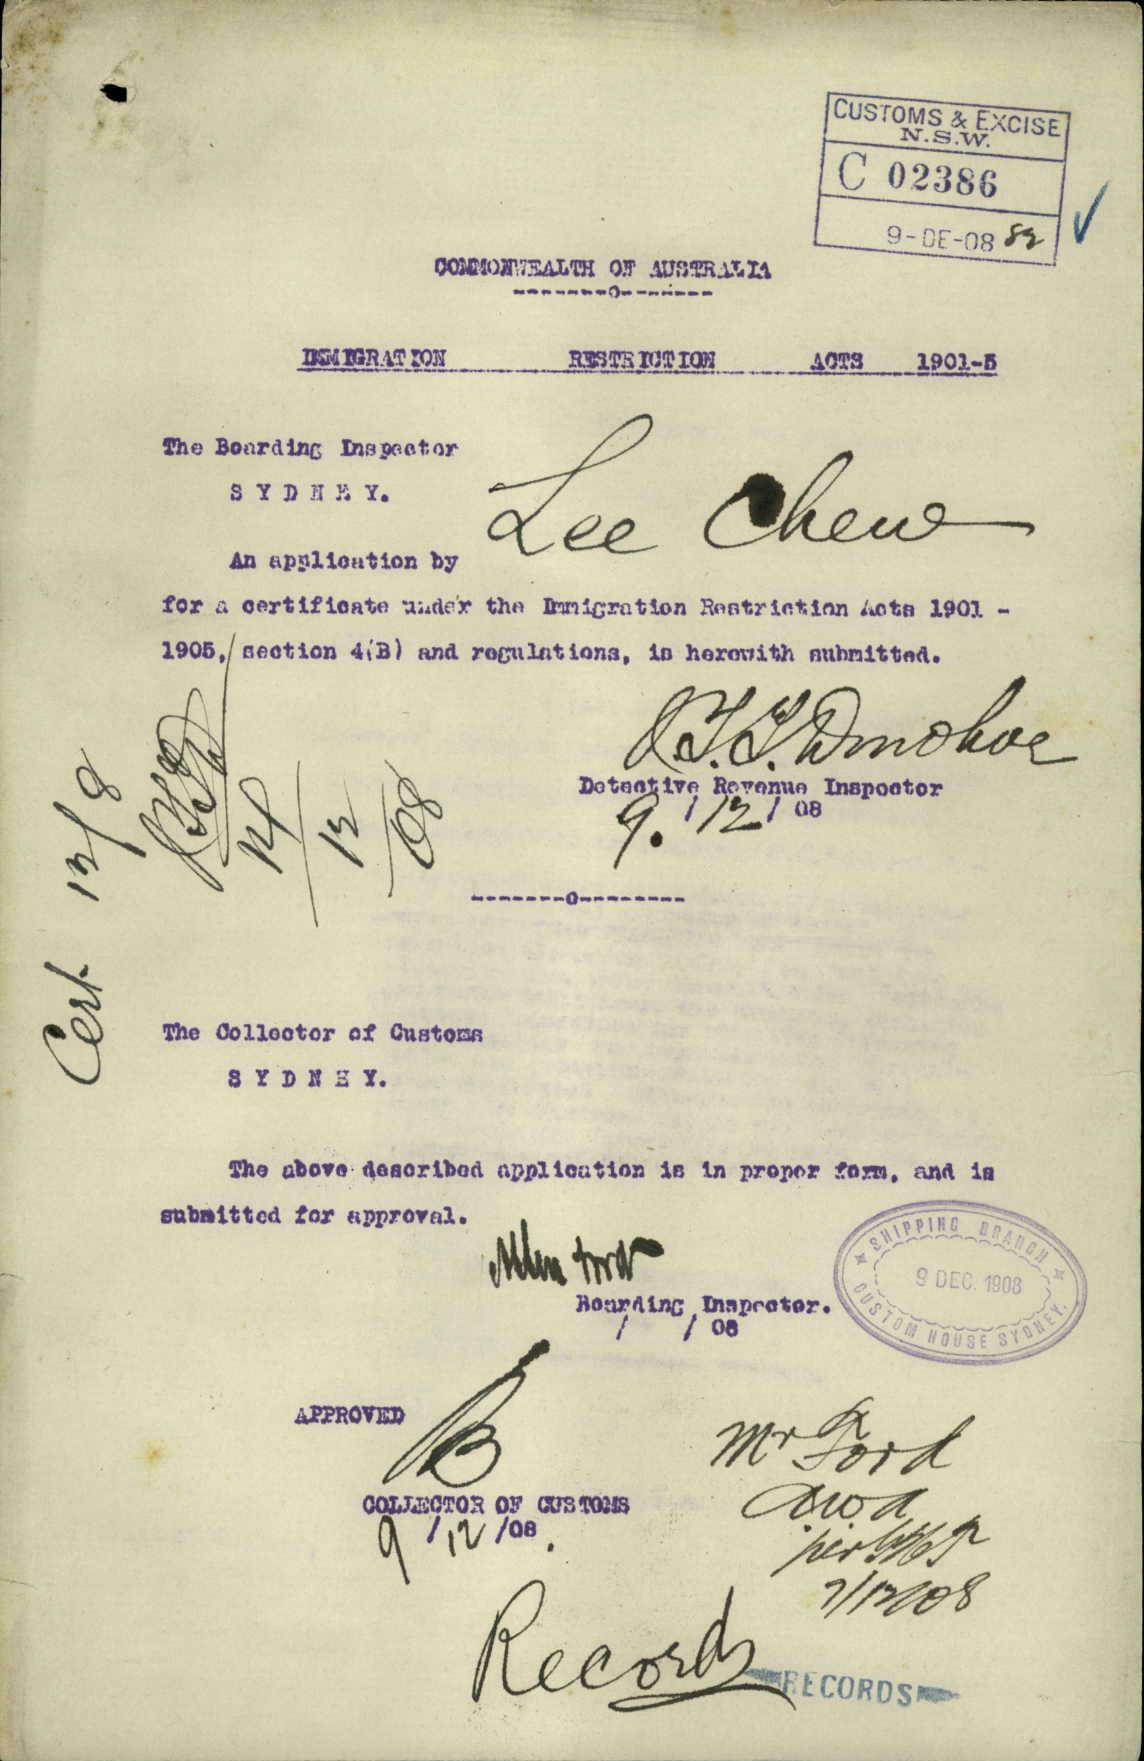 CUSTOMS & EXCISE
N.S.W.
C 02386
9-DE-08
COMMONWEALTH OF AUSTRALIA
-------o-------
IMMIGRATION RESTRICTION ACTS 1901-5
The Boarding Inspector
SYDNEY.
Lee Chew
An application by
for a certificate under the Immigration Restriction Acts 1901 -
1905, section 4(B) and regulations, is herewith submitted.
J.T.T. Donohoe
Detective Revenue Inspector
9. / 12 / 08
12/08
-------o--------
Cert
The Collector of Customs
SYDNEY.
The above described application is in proper form, and is
submitted for approval.
Boarding Inspector.
/ / 08
SHIPPING BRANCH
9 DEC. 1908
CUSTOM HOUSE SYDNEY.
APPROVED
COLLECTOR OF CUSTOMS
9 /12 /08.
Mr Ford
per
Records
RECORDS